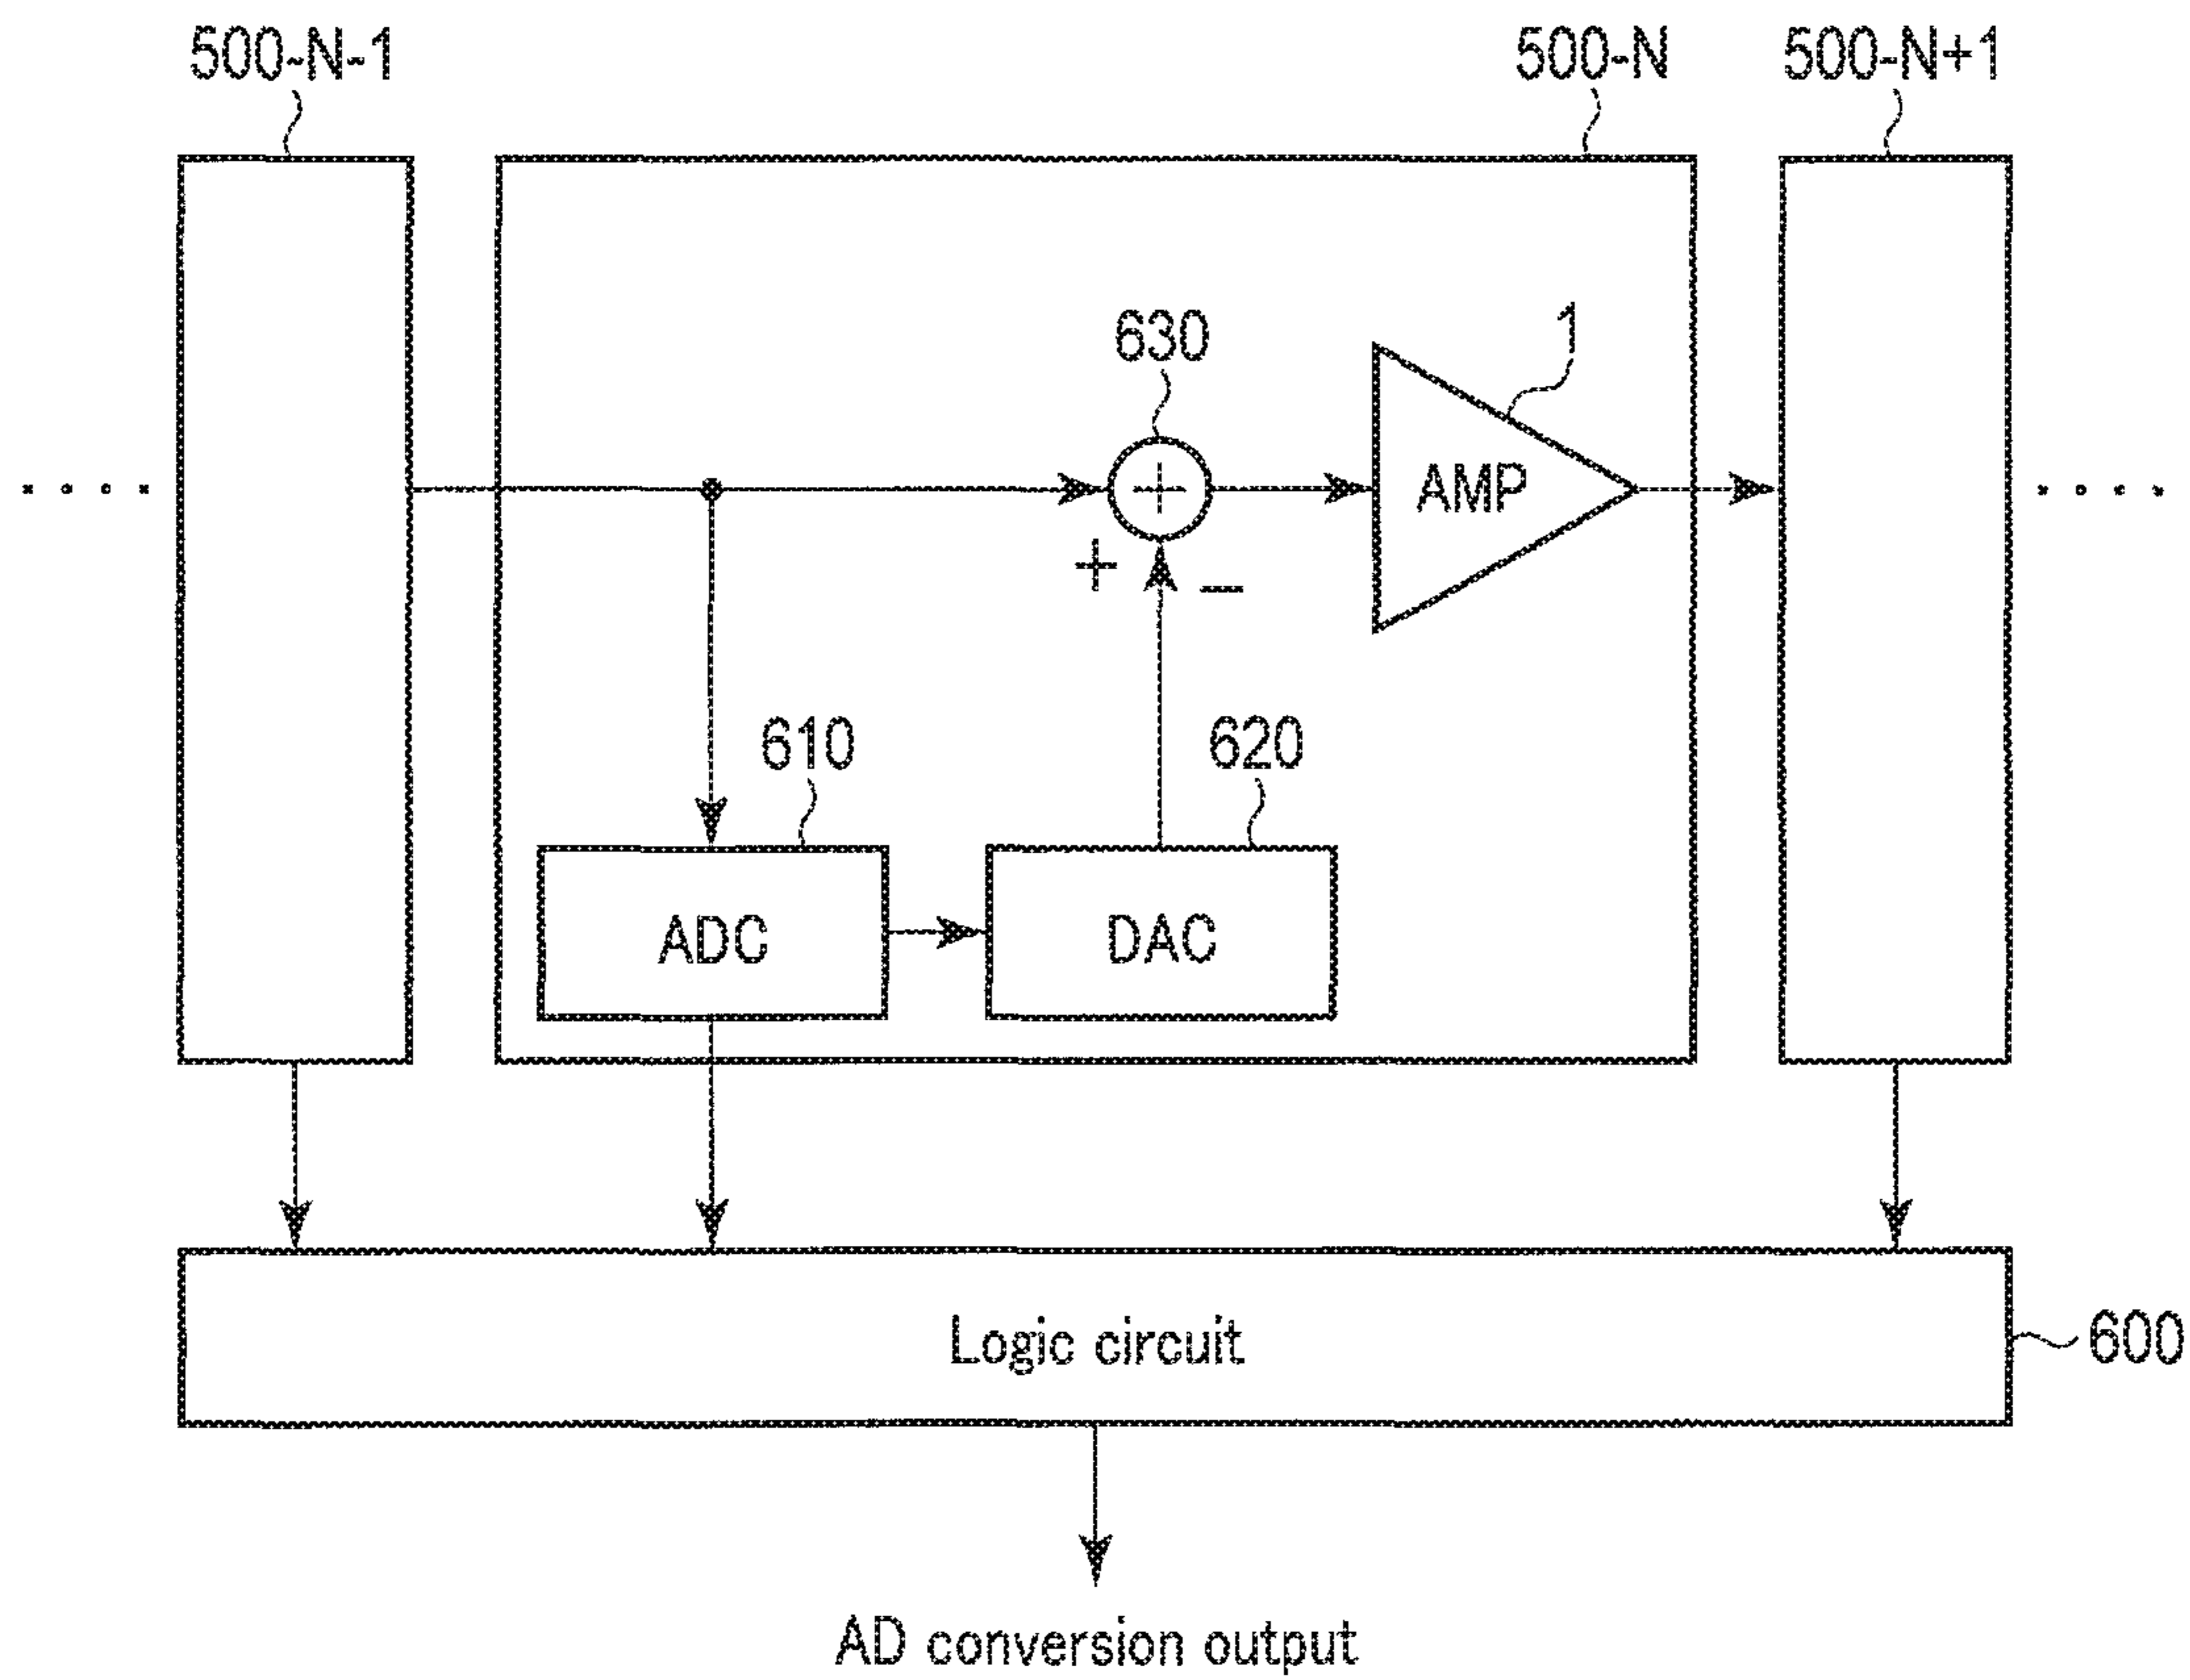 500-N-1
500-N
500-N+1
630
1
+
AMP
+
−
610
620
ADC
DAC
Logic circuit
600
AD conversion output